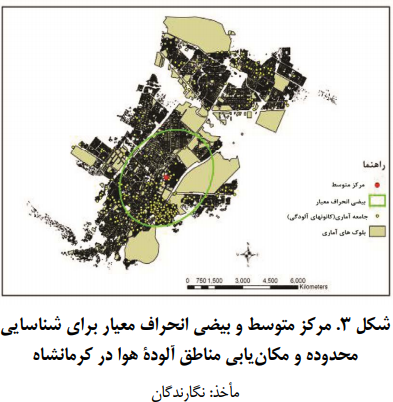 راهنما
مرکز متوسط
بیضی انحراف معیار
جامعه آماری(کانونهای آلودگی)
بلوک های آماری
0 750 1,500 3,000 4,500 6,000
Kilometers
شکل ۳. مرکز متوسط و بیضی انحراف معیار برای شناسایی
محدوده و مکان‌یابی مناطق آلودهٔ هوا در کرمانشاه
مأخذ: نگارندگان